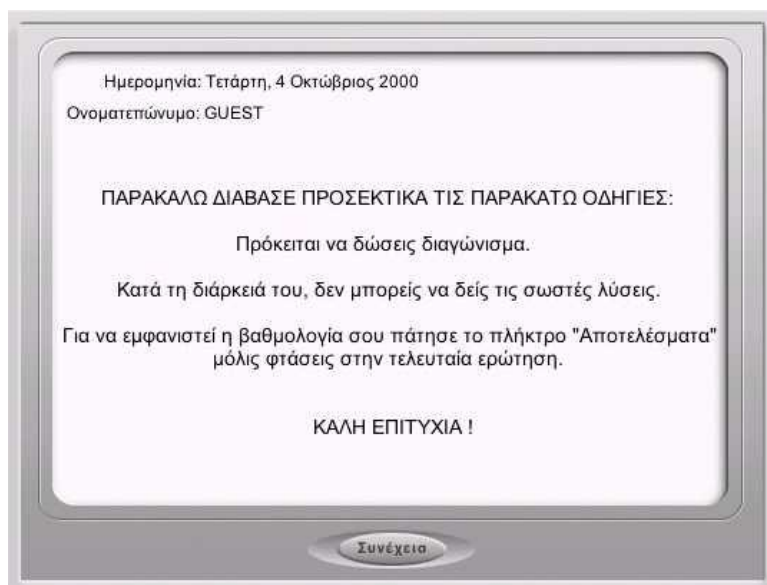 Ημερομηνία: Τετάρτη, 4 Οκτώβριος 2000
Ονοματεπώνυμο: GUEST
ΠΑΡΑΚΑΛΩ ΔΙΑΒΑΣΕ ΠΡΟΣΕΚΤΙΚΑ ΤΙΣ ΠΑΡΑΚΑΤΩ ΟΔΗΓΙΕΣ:
Πρόκειται να δώσεις διαγώνισμα.
Κατά τη διάρκειά του, δεν μπορείς να δείς τις σωστές λύσεις.
Για να εμφανιστεί η βαθμολογία σου πάτησε το πλήκτρο "Αποτελέσματα"
μόλις φτάσεις στην τελευταία ερώτηση.
ΚΑΛΗ ΕΠΙΤΥΧΙΑ !
Συνέχεια